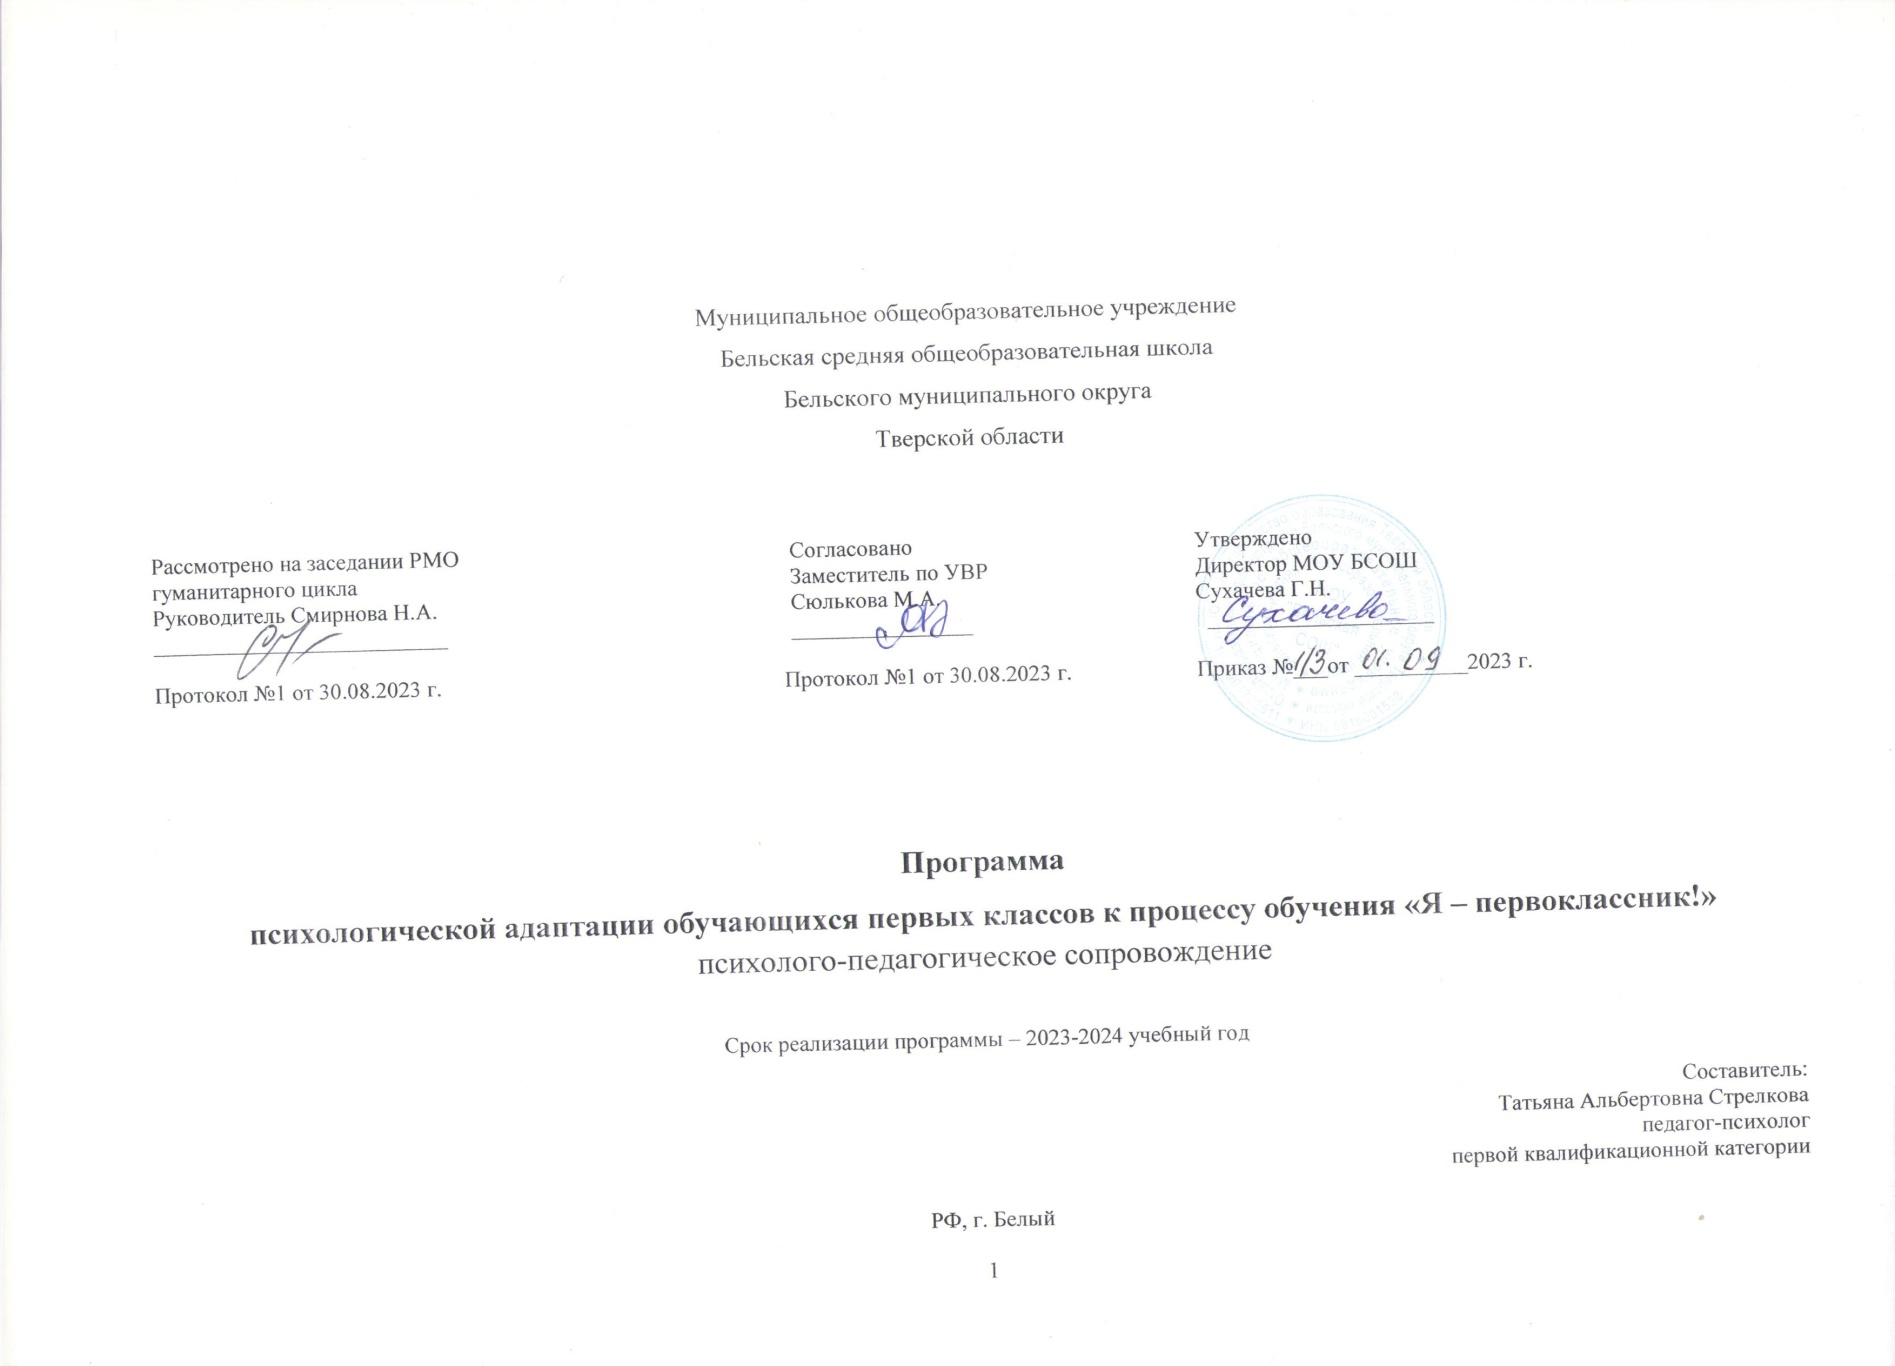 Муниципальное общеобразовательное учреждение
Бельская средняя общеобразовательная школа
Бельского муниципального округа
Тверской области
Рассмотрено на заседании РМО
гуманитарного цикла
Руководитель Смирнова Н.А.
Протокол №1 от 30.08.2023 г.
Согласовано
Заместитель по УВР
Сюлькова М.А.
Протокол №1 от 30.08.2023 г.
Утверждено
Директор МОУ БСОШ
Сухачева Г.Н.
Сухачева
Приказ №1/3 от 01.09 2023 г.
Программа
психологической адаптации обучающихся первых классов к процессу обучения «Я – первоклассник!»
психолого-педагогическое сопровождение
Срок реализации программы – 2023-2024 учебный год
Составитель:
Татьяна Альбертовна Стрелкова
педагог-психолог
первой квалификационной категории
РФ, г. Белый
1